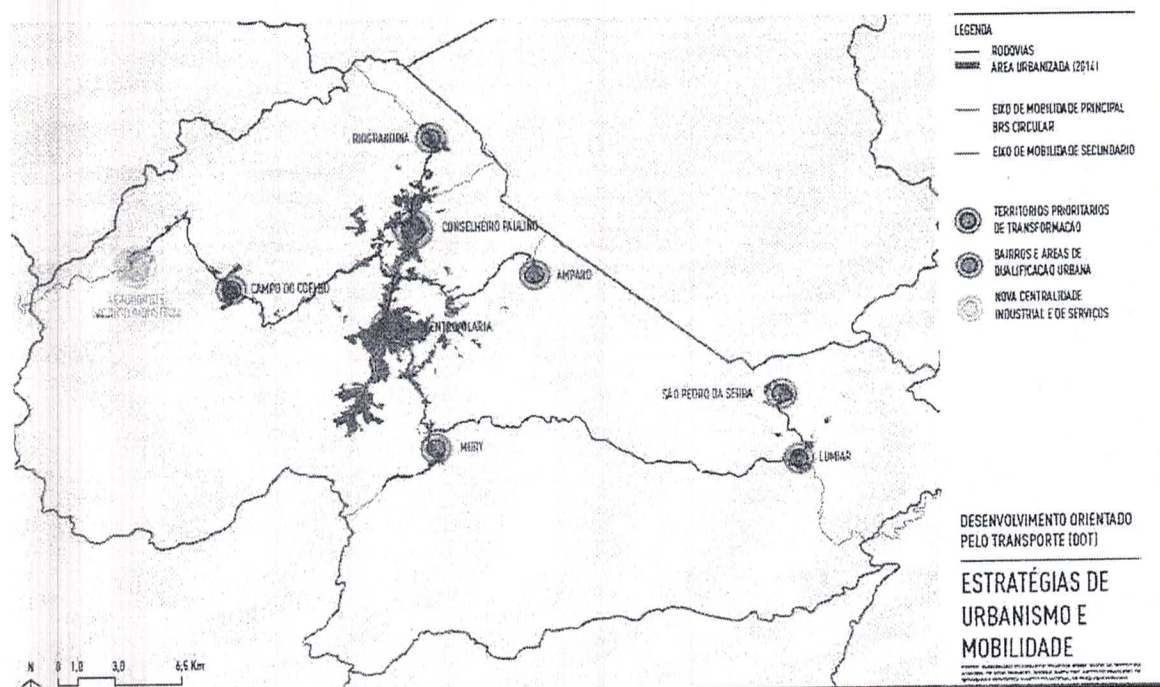 LEGENDA
RODOVIAS
ÁREA URBANIZADA (2014)
EIXO DE MOBILIDADE PRINCIPAL
BRS CIRCULAR
EIXO DE MOBILIDADE SECUNDÁRIO
TERRITÓRIOS PRIORITÁRIOS
DE TRANSFORMAÇÃO
BAIRROS E ÁREAS DE
QUALIFICAÇÃO URBANA
NOVA CENTRALIDADE
INDUSTRIAL E DE SERVIÇOS
RIOGRANDINA
CONSELHEIRO PAULINO
AMPARO
CAMPO DO COELHO
SÃO PEDRO DA SERRA
MURY
LUMIAR
DESENVOLVIMENTO ORIENTADO
PELO TRANSPORTE (DOT)
ESTRATÉGIAS DE
URBANISMO E
MOBILIDADE
N 0 1,0 3,0 6,5 Km